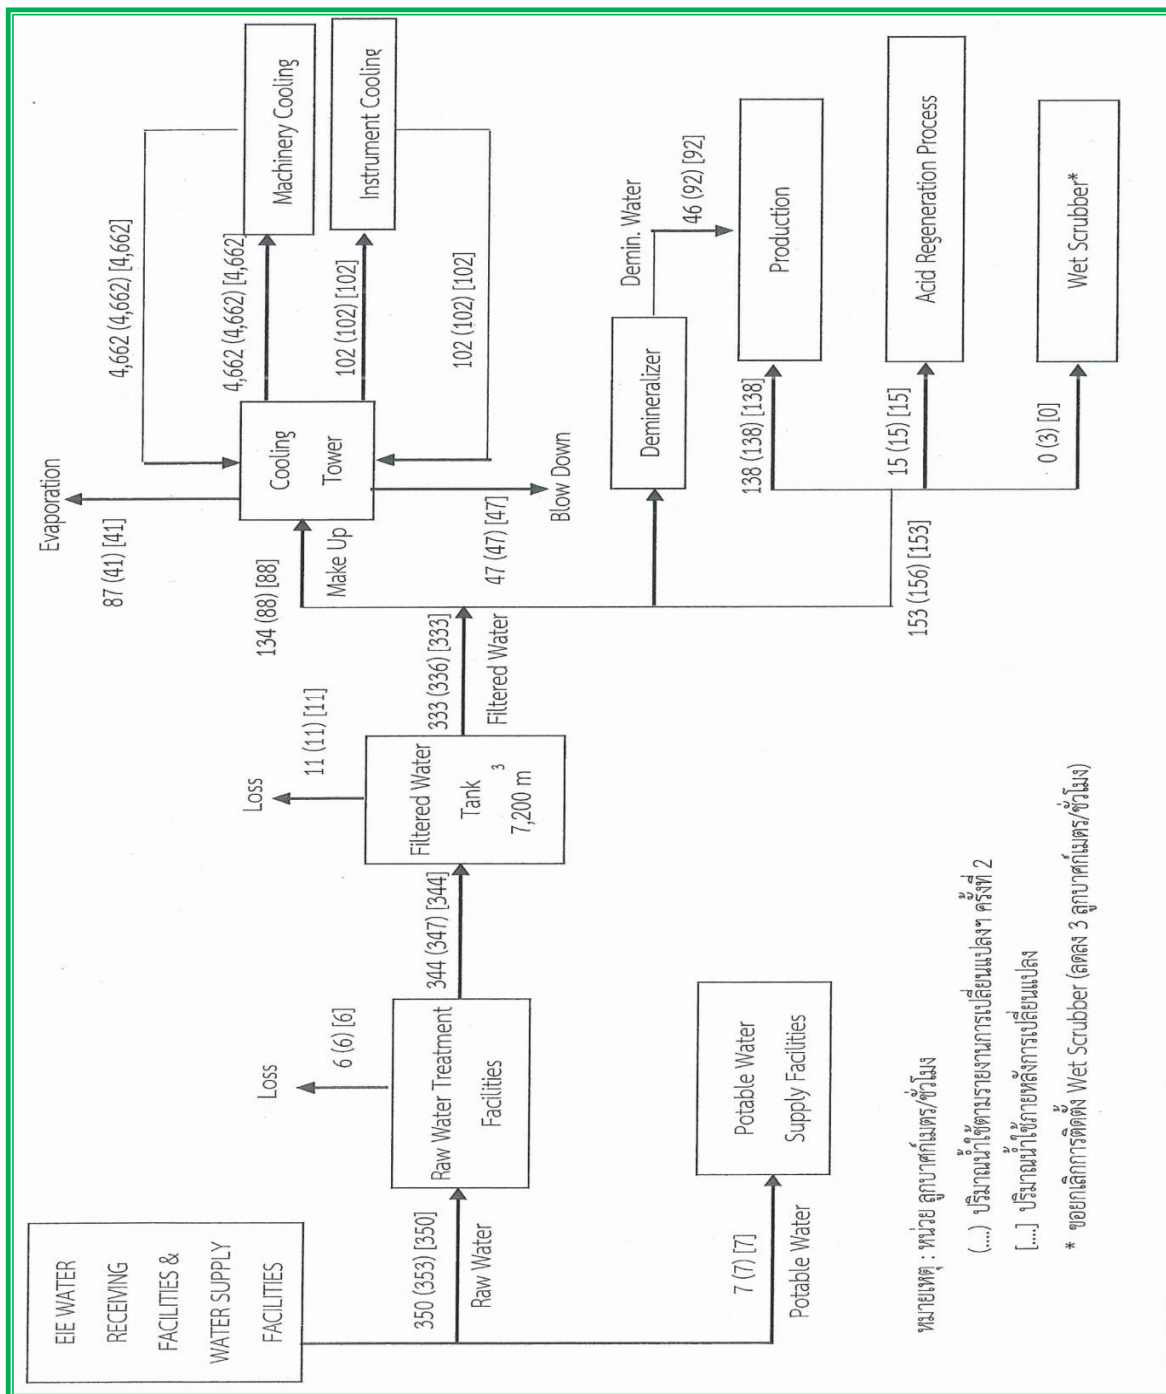 EIE WATER
RECEIVING
FACILITIES &
WATER SUPPLY
FACILITIES
350 (353) [350]
Raw Water
7 (7) [7]
Potable Water
Loss
6 (6) [6]
Raw Water Treatment
Facilities
Potable Water
Supply Facilities
344 (347) [344]
Loss
11 (11) [11]
Filtered Water
Tank
7,200 m³
333 (336) [333]
Filtered Water
Evaporation
87 (41) [41]
134 (88) [88]
Make Up
Cooling
Tower
47 (47) [47]
Blow Down
4,662 (4,662) [4,662]
4,662 (4,662) [4,662]
102 (102) [102]
102 (102) [102]
Machinery Cooling
Instrument Cooling
Demineralizer
Demin. Water
46 (92) [92]
153 (156) [153]
138 (138) [138]
15 (15) [15]
0 (3) [0]
Production
Acid Regeneration Process
Wet Scrubber*
หมายเหตุ : หน่วย ลูกบาศก์เมตร/ชั่วโมง
(....) ปริมาณน้ำใช้ตามรายงานการเปลี่ยนแปลงฯ ครั้งที่ 2
[....] ปริมาณน้ำใช้ภายหลังการเปลี่ยนแปลง
* ขอยกเลิกการติดตั้ง Wet Scrubber (ลดลง 3 ลูกบาศก์เมตร/ชั่วโมง)